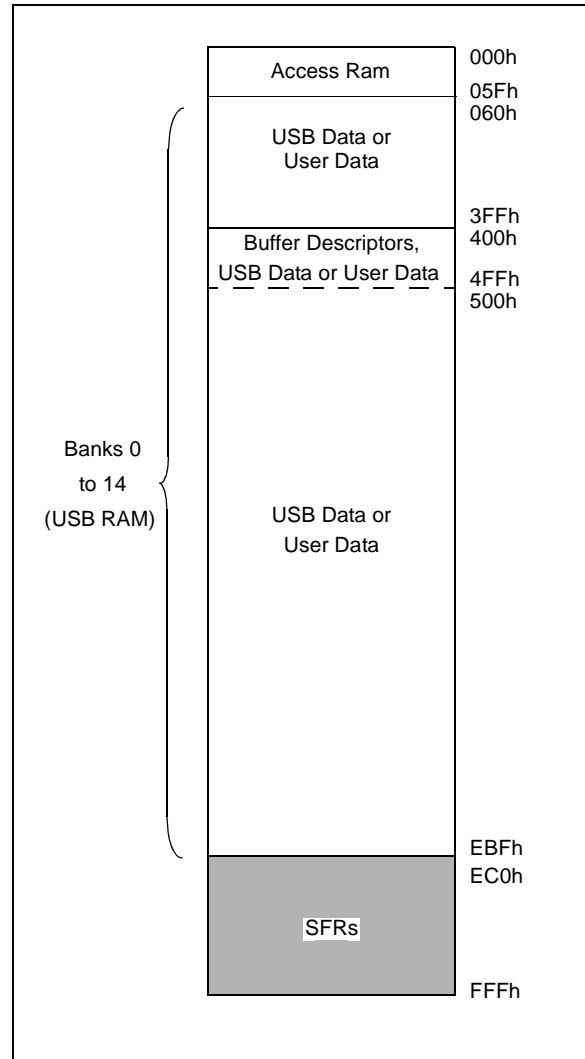 000h
Access Ram
05Fh
060h
USB Data or
User Data
3FFh
400h
Buffer Descriptors,
USB Data or User Data
4FFh
500h
Banks 0
to 14
(USB RAM)
USB Data or
User Data
EBFh
EC0h
SFRs
FFFh